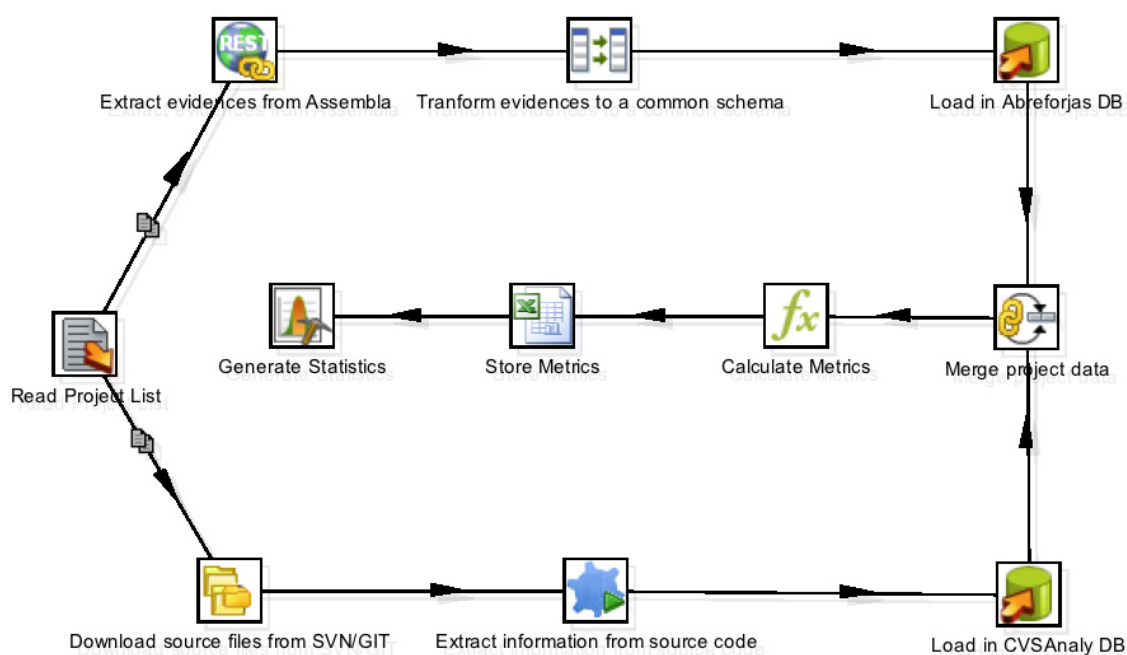 REST
Extract evidences from Assembla
Tranform evidences to a common schema
Load in Abreforjas DB
Read Project List
Generate Statistics
Store Metrics
fx
Calculate Metrics
Merge project data
Download source files from SVN/GIT
Extract information from source code
Load in CVSAnaly DB